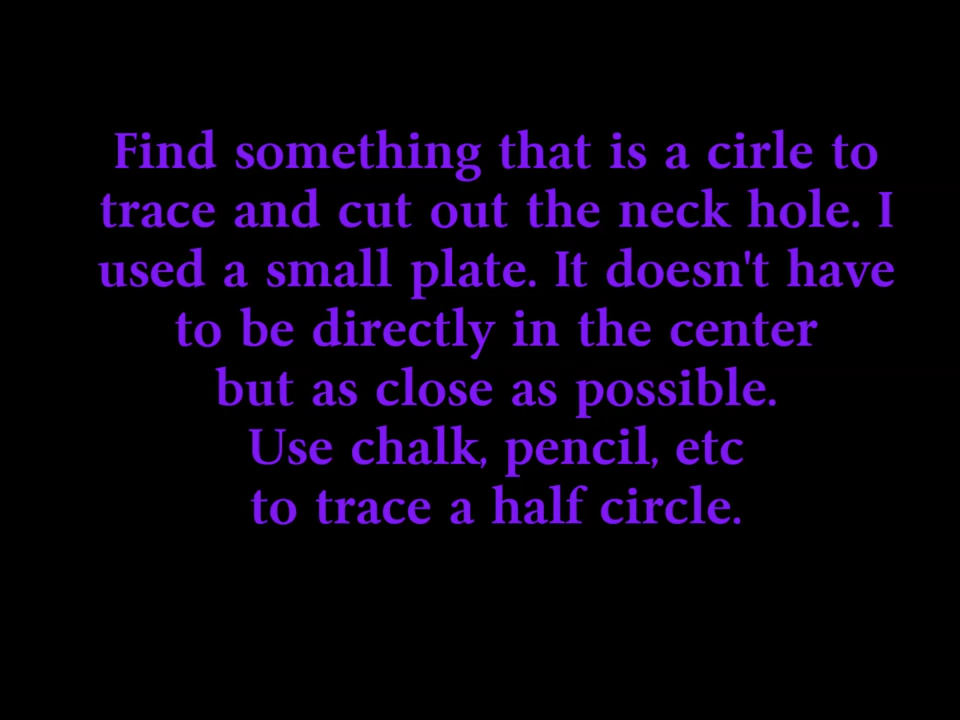 Find something that is a cirle to
trace and cut out the neck hole. I
used a small plate. It doesn't have
to be directly in the center
but as close as possible.
Use chalk, pencil, etc
to trace a half circle.